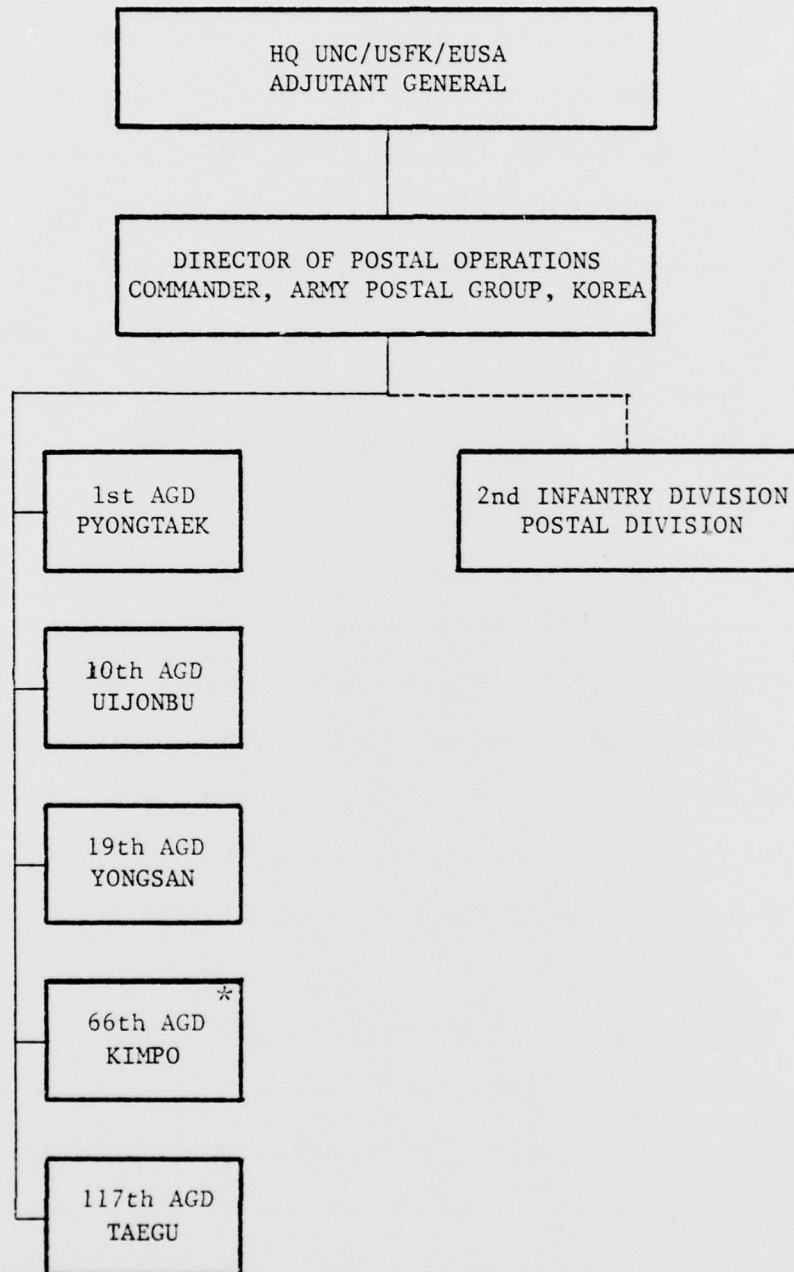 HQ UNC/USFK/EUSA
ADJUTANT GENERAL
DIRECTOR OF POSTAL OPERATIONS
COMMANDER, ARMY POSTAL GROUP, KOREA
1st AGD
PYONGTAEK
2nd INFANTRY DIVISION
POSTAL DIVISION
10th AGD
UIJONBU
19th AGD
YONGSAN
*
66th AGD
KIMPO
117th AGD
TAEGU